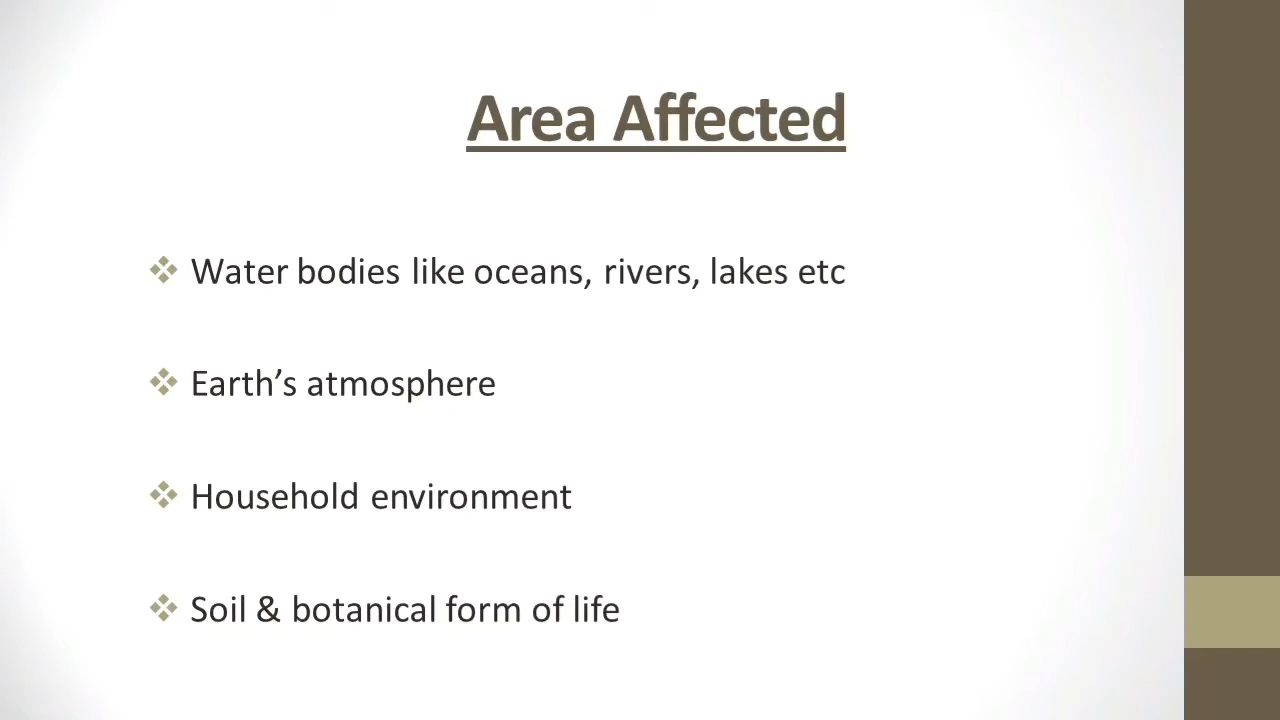 Area Affected
Water bodies like oceans, rivers, lakes etc
Earth’s atmosphere
Household environment
Soil & botanical form of life